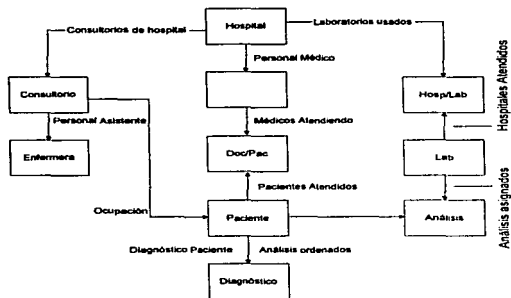 Hospital
Consultorios de hospital
Laboratorios usados
Personal Médico
Consultorio
Hosp/Lab
Hospitales Atendidos
Personal Asistente
Médicos Atendiendo
Enfermera
Doc/Pac
Lab
Pacientes Atendidos
Ocupación
Paciente
Análisis
Análisis asignados
Diagnóstico Paciente
Análisis ordenados
Diagnóstico